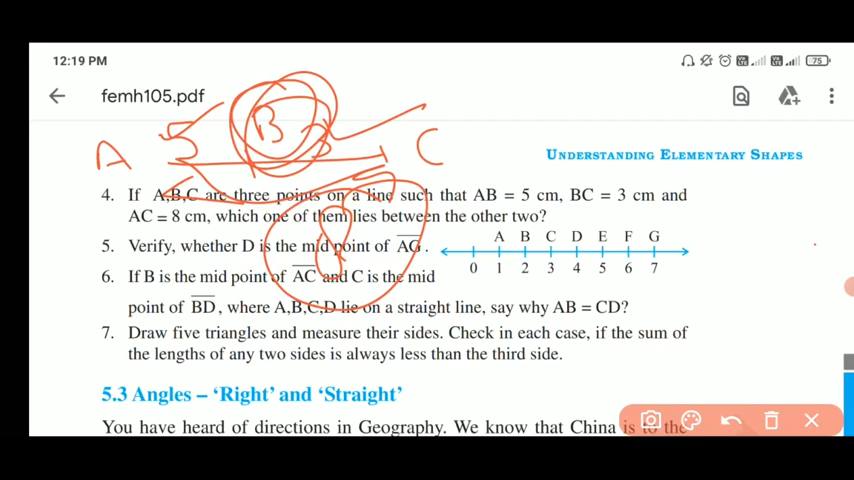 12:19 PM
75
femh105.pdf
B
A 5 3 C
UNDERSTANDING ELEMENTARY SHAPES
4. If A,B,C are three points on a line such that AB = 5 cm, BC = 3 cm and
AC = 8 cm, which one of them lies between the other two?
5. Verify, whether D is the mid point of AG.
A B C D E F G
0 1 2 3 4 5 6 7
8
6. If B is the mid point of AC and C is the mid
point of BD, where A,B,C,D lie on a straight line, say why AB = CD?
7. Draw five triangles and measure their sides. Check in each case, if the sum of
the lengths of any two sides is always less than the third side.
5.3 Angles – ‘Right’ and ‘Straight’
You have heard of directions in Geography. We know that China is to the